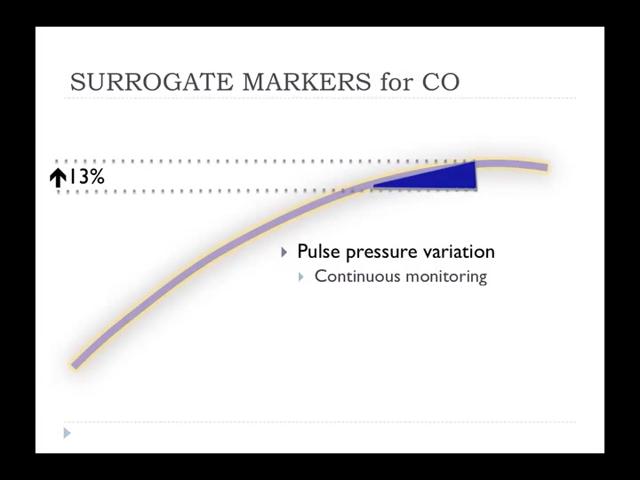 SURROGATE MARKERS for CO
13%
Pulse pressure variation
Continuous monitoring